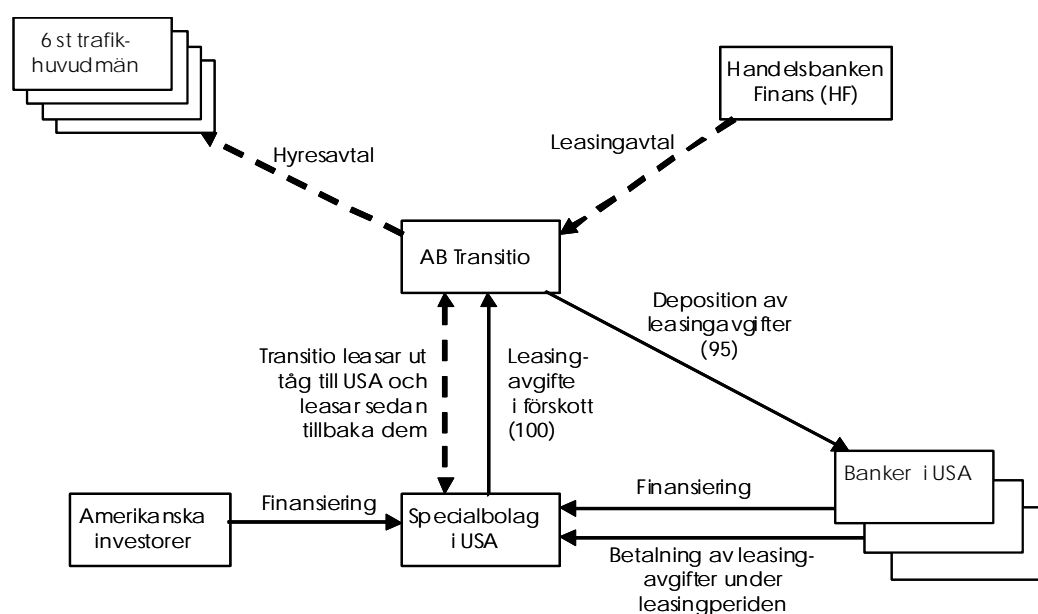 6 st trafik-
huvudmän
Handelsbanken
Finans (HF)
Hyresavtal
Leasingavtal
AB Transitio
Deposition av
leasingavgifter
(95)
Transitio leasar ut
tåg till USA och
leasar sedan
tillbaka dem
Leasing-
avgifte
i förskott
(100)
Banker i USA
Finansiering
Amerikanska
investorer
Finansiering
Specialbolag
i USA
Betalning av leasing-
avgifter under
leasingperiden